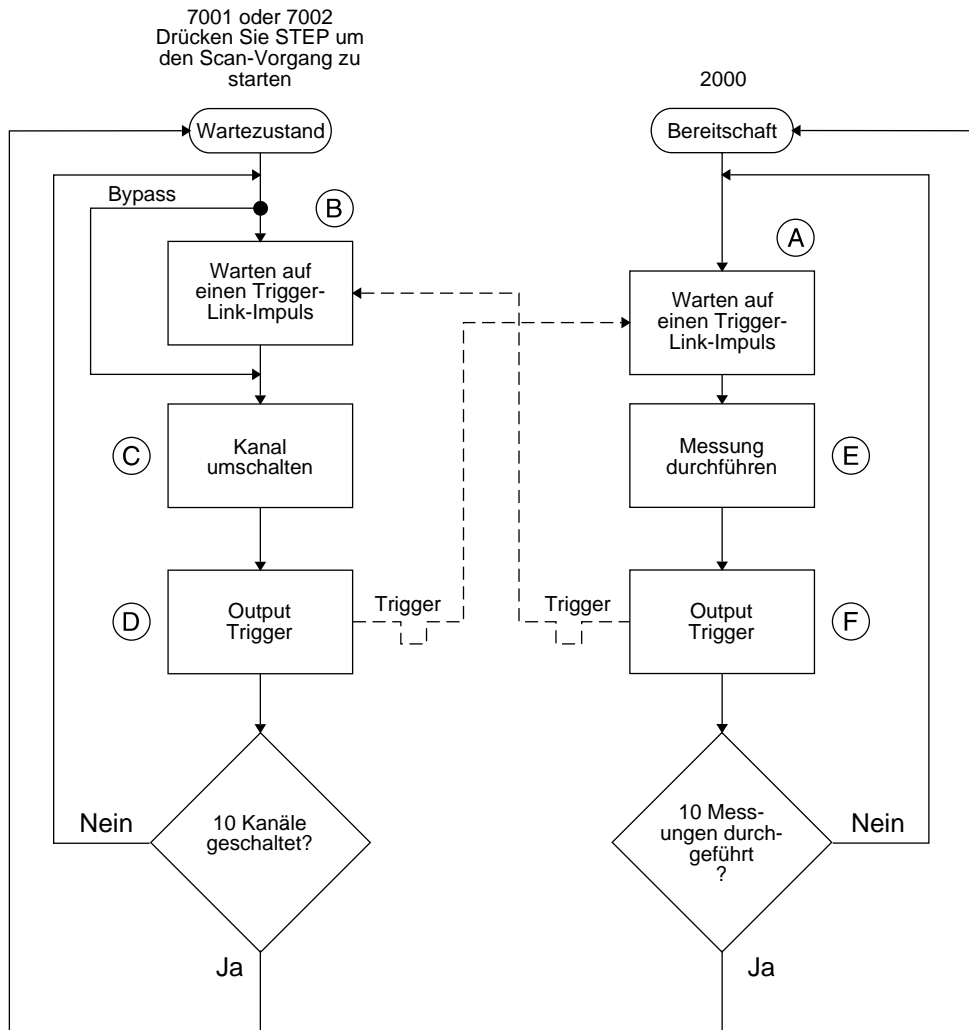 7001 oder 7002
Drücken Sie STEP um
den Scan-Vorgang zu
starten
2000
Wartezustand
Bereitschaft
Bypass
B
A
Warten auf
einen Trigger-
Link-Impuls
Warten auf
einen Trigger-
Link-Impuls
C
Kanal
umschalten
Messung
durchführen
E
D
Output
Trigger
Trigger
Trigger
Output
Trigger
F
Nein
10 Kanäle
geschaltet?
10 Mess-
ungen durch-
geführt
?
Nein
Ja
Ja